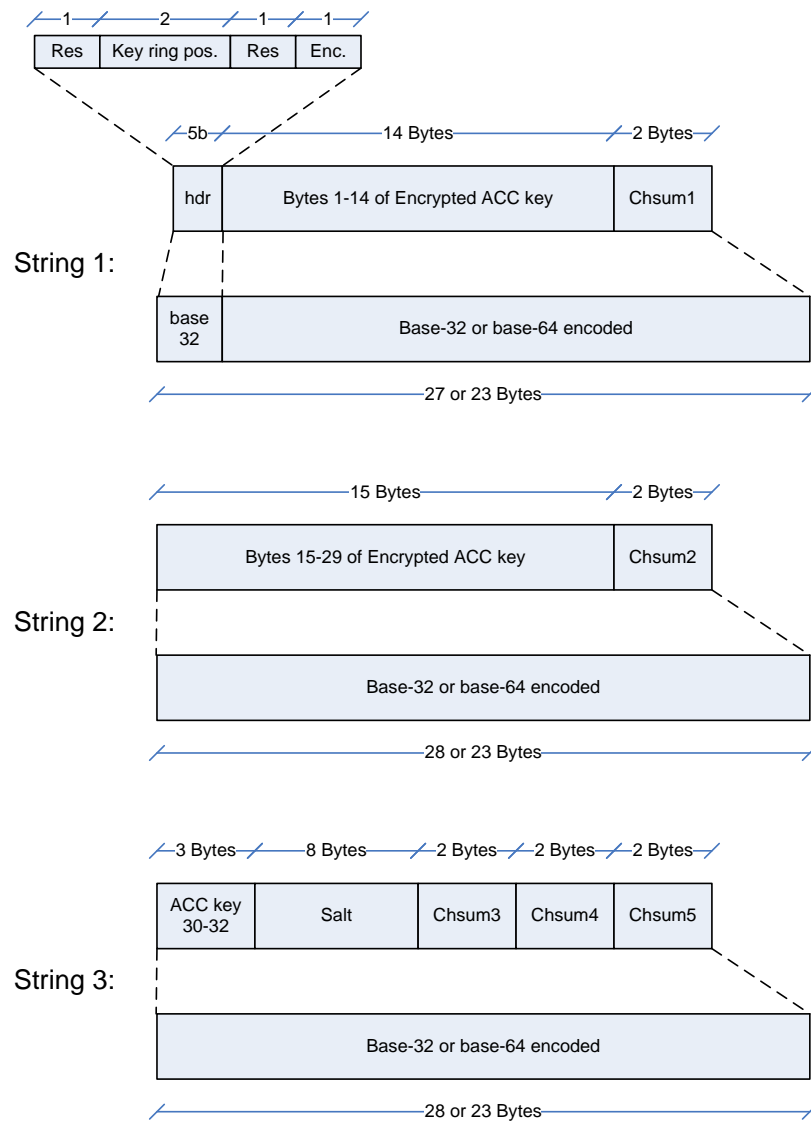 1 2 1 1
Res Key ring pos. Res Enc.
5b 14 Bytes 2 Bytes
hdr Bytes 1-14 of Encrypted ACC key Chsum1
String 1:
base
32
Base-32 or base-64 encoded
27 or 23 Bytes
15 Bytes 2 Bytes
Bytes 15-29 of Encrypted ACC key Chsum2
String 2:
Base-32 or base-64 encoded
28 or 23 Bytes
3 Bytes 8 Bytes 2 Bytes 2 Bytes 2 Bytes
ACC key
30-32
Salt Chsum3 Chsum4 Chsum5
String 3:
Base-32 or base-64 encoded
28 or 23 Bytes